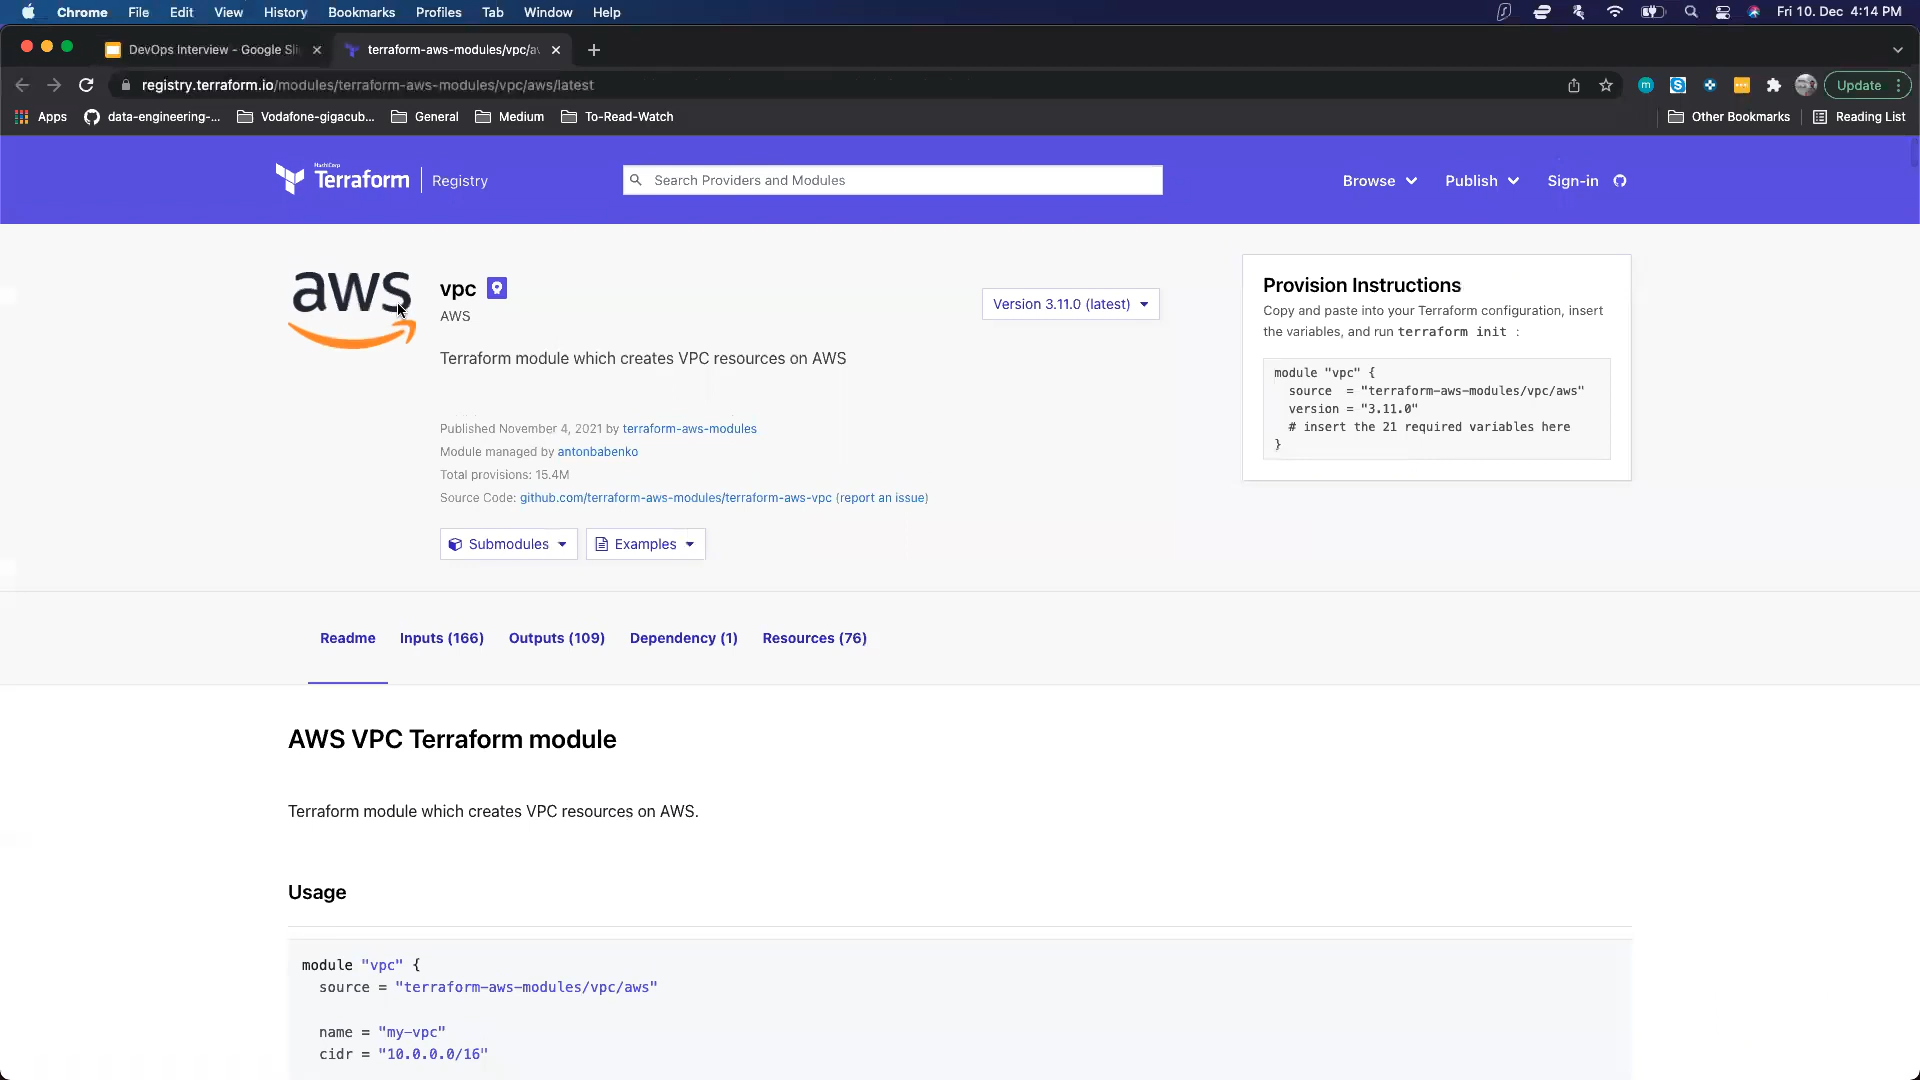 Chrome File Edit View History Bookmarks Profiles Tab Window Help Fri 10. Dec 4:14 PM
DevOps Interview - Google Sli
terraform-aws-modules/vpc/aw
registry.terraform.io/modules/terraform-aws-modules/vpc/aws/latest
Update
Apps data-engineering-... Vodafone-gigacub... General Medium To-Read-Watch Other Bookmarks Reading List
HashiCorp
Terraform Registry
Search Providers and Modules
Browse Publish Sign-in
aws
vpc
AWS
Terraform module which creates VPC resources on AWS
Published November 4, 2021 by terraform-aws-modules
Module managed by antonbabenko
Total provisions: 15.4M
Source Code: github.com/terraform-aws-modules/terraform-aws-vpc (report an issue)
Submodules Examples
Version 3.11.0 (latest)
Provision Instructions
Copy and paste into your Terraform configuration, insert
the variables, and run terraform init :
module "vpc" {
source = "terraform-aws-modules/vpc/aws"
version = "3.11.0"
# insert the 21 required variables here
}
Readme Inputs (166) Outputs (109) Dependency (1) Resources (76)
AWS VPC Terraform module
Terraform module which creates VPC resources on AWS.
Usage
module "vpc" {
source = "terraform-aws-modules/vpc/aws"
name = "my-vpc"
cidr = "10.0.0.0/16"